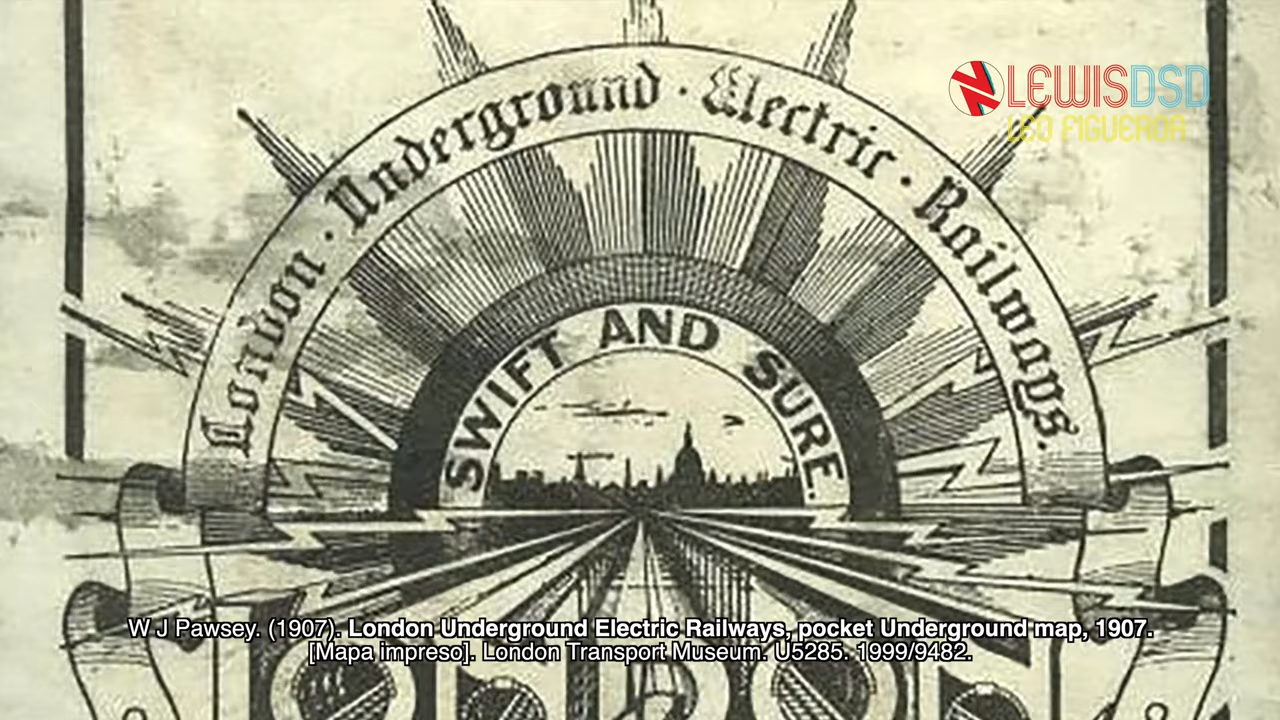 LEWISDSD
LEO FIGUEROA
London · Underground · Electric · Railways.
SWIFT AND SURE.
W J Pawsey. (1907). London Underground Electric Railways, pocket Underground map, 1907.
[Mapa impreso]. London Transport Museum. U5285. 1999/9482.